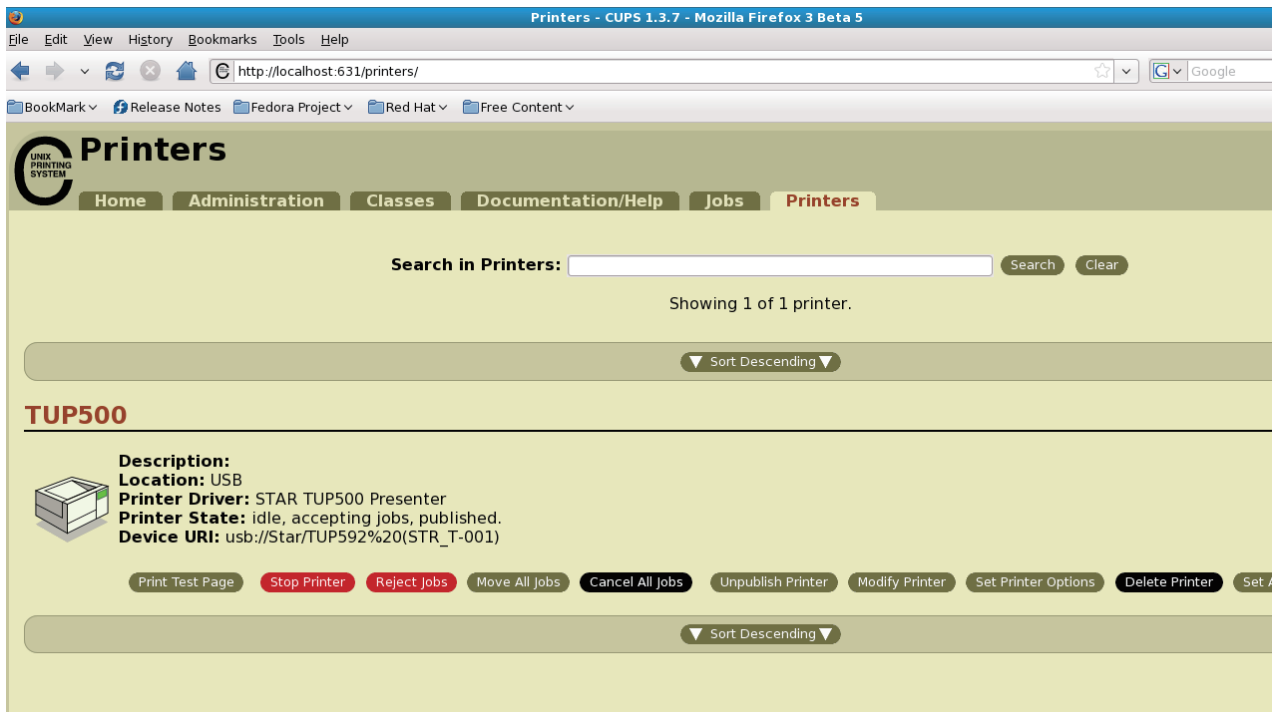 Printers - CUPS 1.3.7 - Mozilla Firefox 3 Beta 5
File Edit View History Bookmarks Tools Help
http://localhost:631/printers/ Google
BookMark Release Notes Fedora Project Red Hat Free Content
UNIX
PRINTING
SYSTEM
Printers
Home Administration Classes Documentation/Help Jobs Printers
Search in Printers: Search Clear
Showing 1 of 1 printer.
Sort Descending
TUP500
Description:
Location: USB
Printer Driver: STAR TUP500 Presenter
Printer State: idle, accepting jobs, published.
Device URI: usb://Star/TUP592%20(STR_T-001)
Print Test Page Stop Printer Reject Jobs Move All Jobs Cancel All Jobs Unpublish Printer Modify Printer Set Printer Options Delete Printer Set
Sort Descending